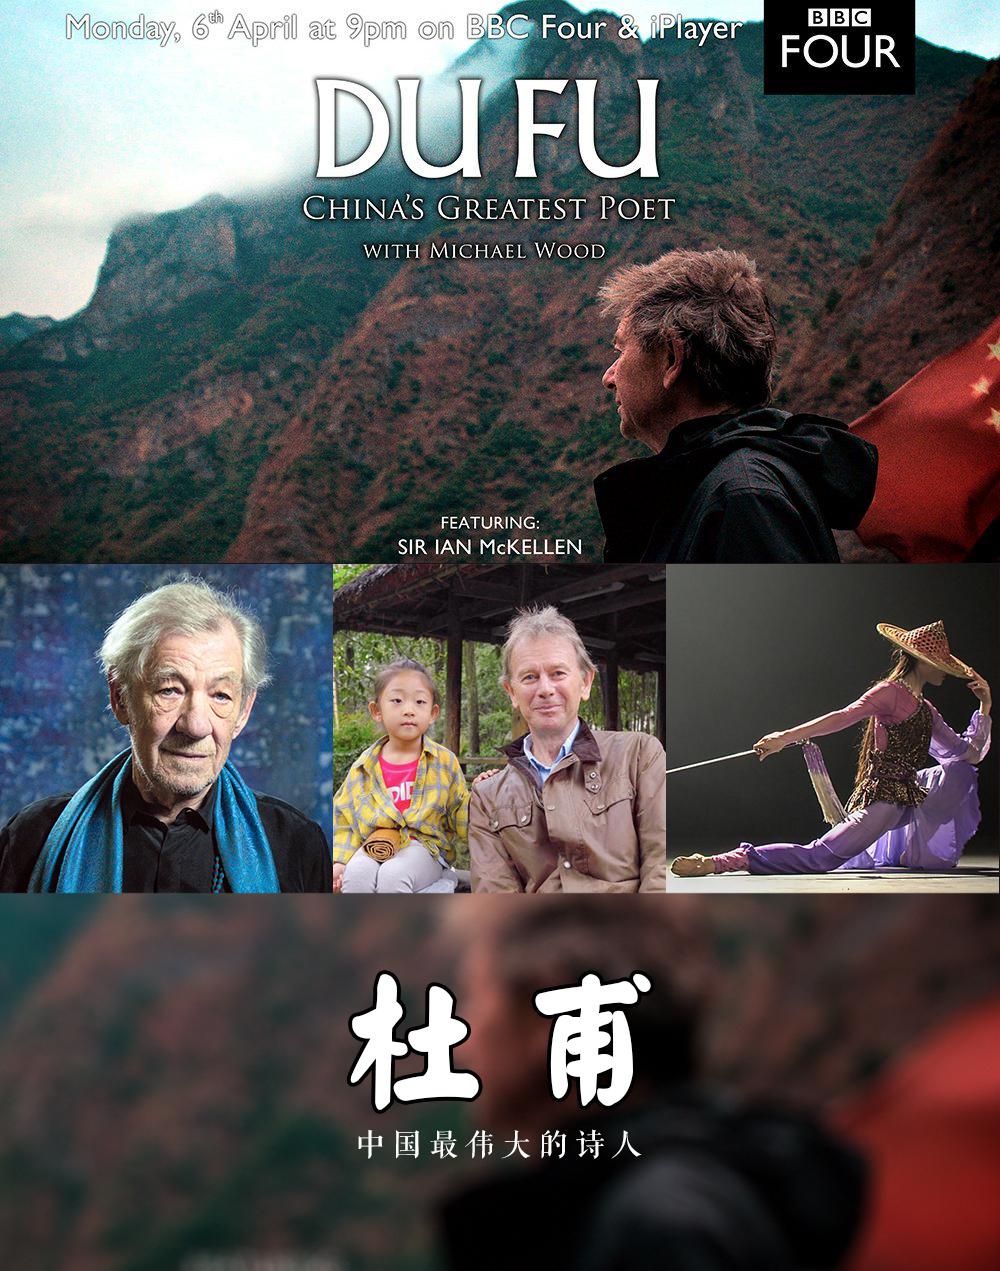 Monday, 6th April at 9pm on BBC Four & iPlayer
BBC
FOUR
DU FU
CHINA'S GREATEST POET
WITH MICHAEL WOOD
FEATURING:
SIR IAN McKELLEN
杜甫
中国最伟大的诗人